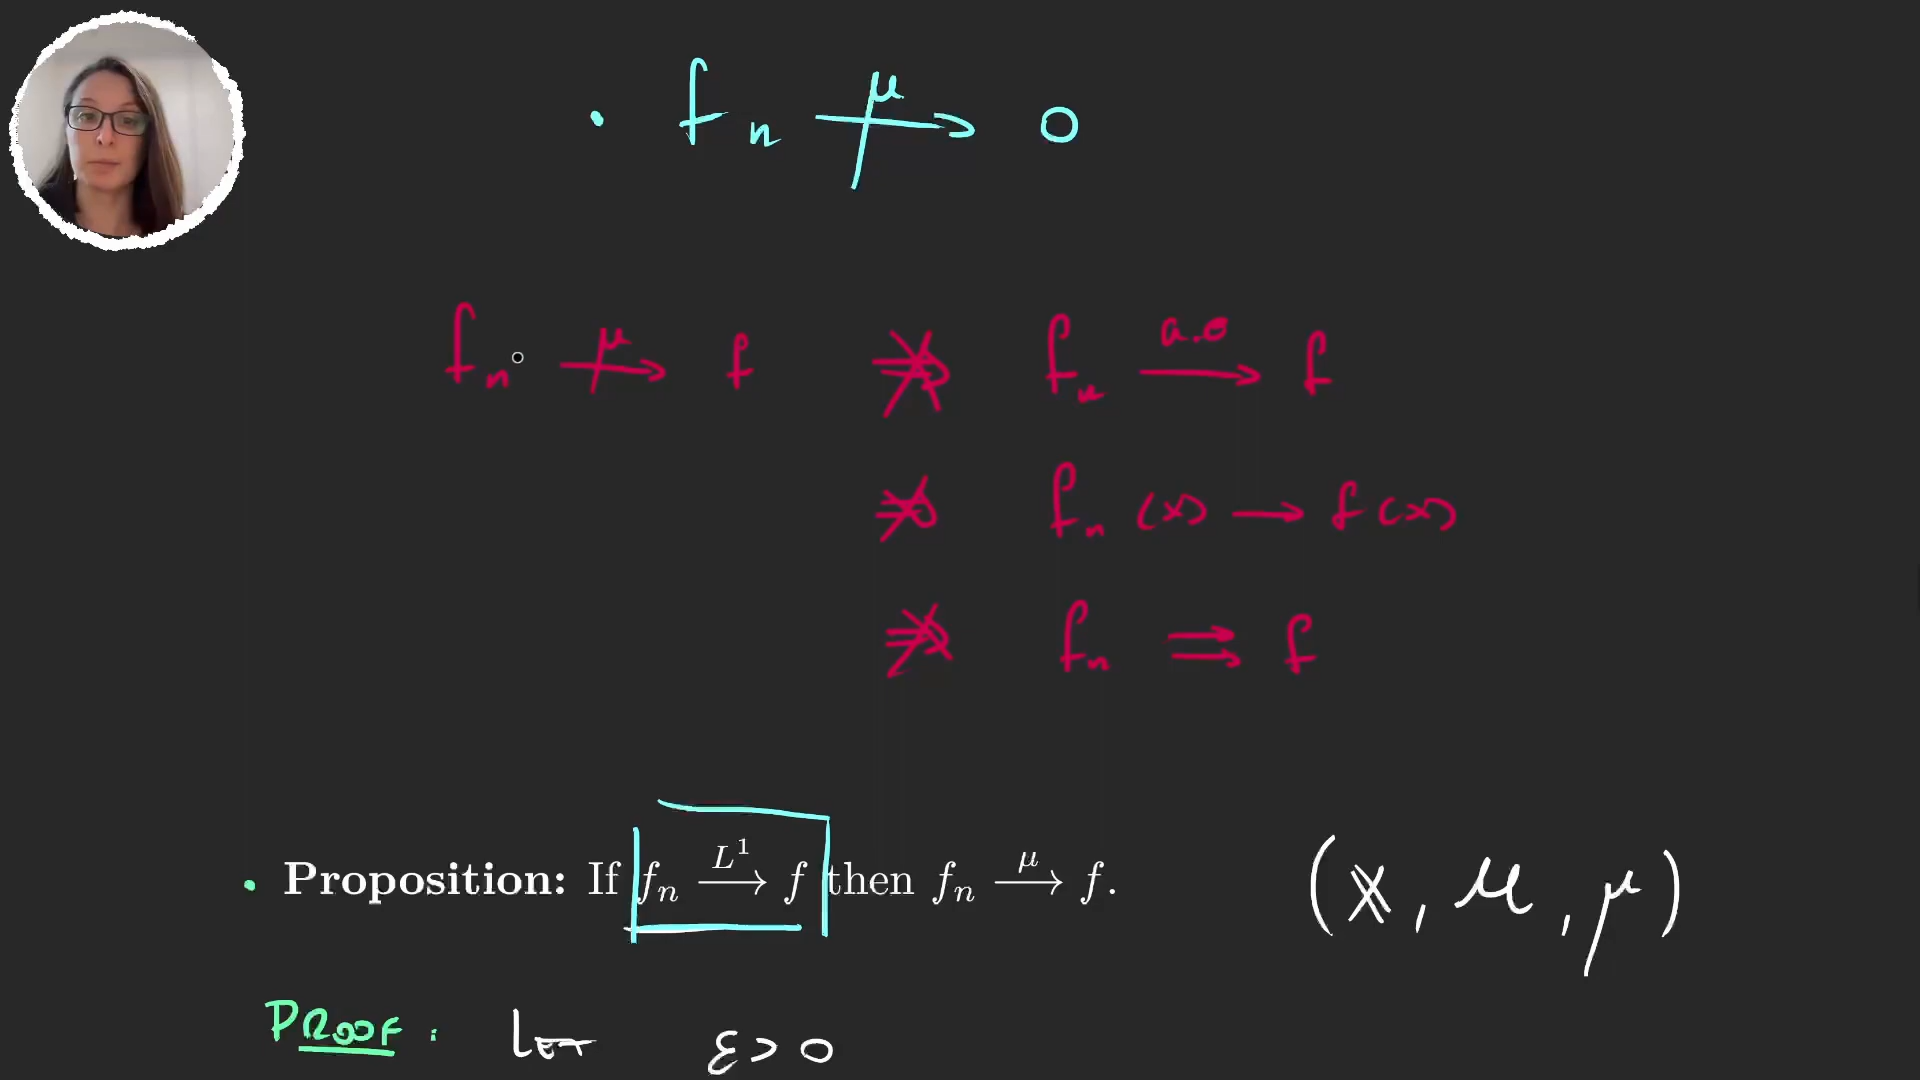 • fₙ —μ↛ 0
fₙ —μ↛ f ⇏ fₙ —a.e→ f
⇏ fₙ(x) → f(x)
⇏ fₙ ⇉ f
• Proposition: If fₙ —L¹→ f then fₙ —μ→ f. (X, M, μ)
PROOF: LET ε > 0